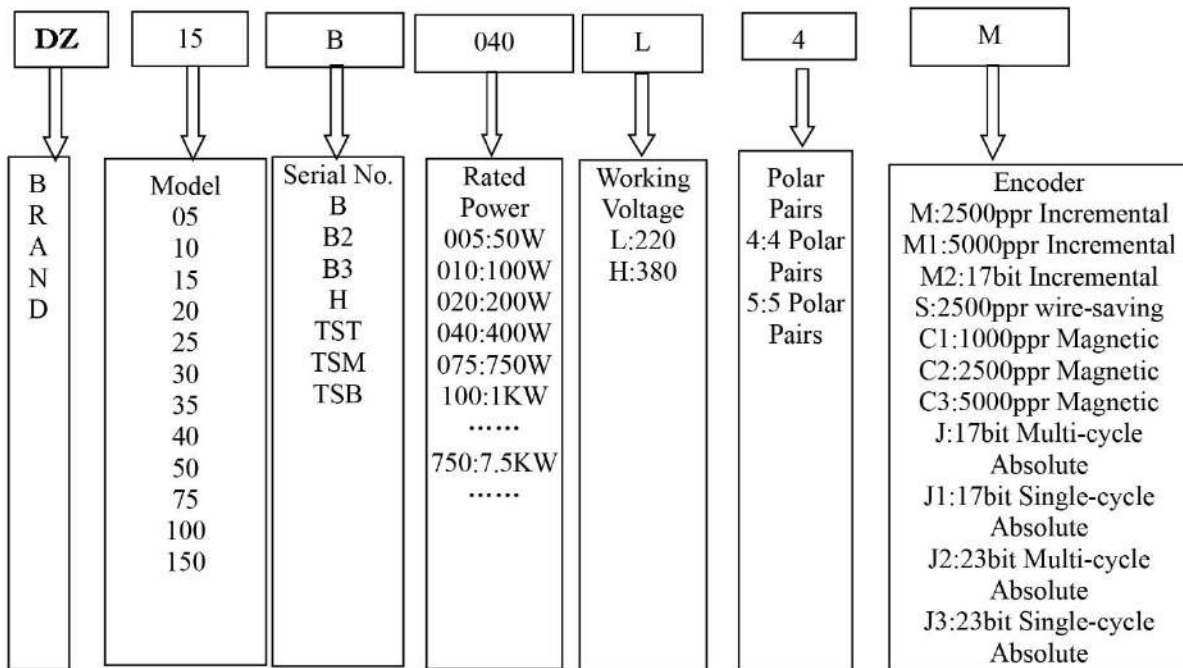 DZ
15
B
040
L
4
M
B
R
A
N
D
Model
05
10
15
20
25
30
35
40
50
75
100
150
Serial No.
B
B2
B3
H
TST
TSM
TSB
Rated
Power
005:50W
010:100W
020:200W
040:400W
075:750W
100:1KW
……
750:7.5KW
……
Working
Voltage
L:220
H:380
Polar
Pairs
4:4 Polar
Pairs
5:5 Polar
Pairs
Encoder
M:2500ppr Incremental
M1:5000ppr Incremental
M2:17bit Incremental
S:2500ppr wire-saving
C1:1000ppr Magnetic
C2:2500ppr Magnetic
C3:5000ppr Magnetic
J:17bit Multi-cycle
Absolute
J1:17bit Single-cycle
Absolute
J2:23bit Multi-cycle
Absolute
J3:23bit Single-cycle
Absolute